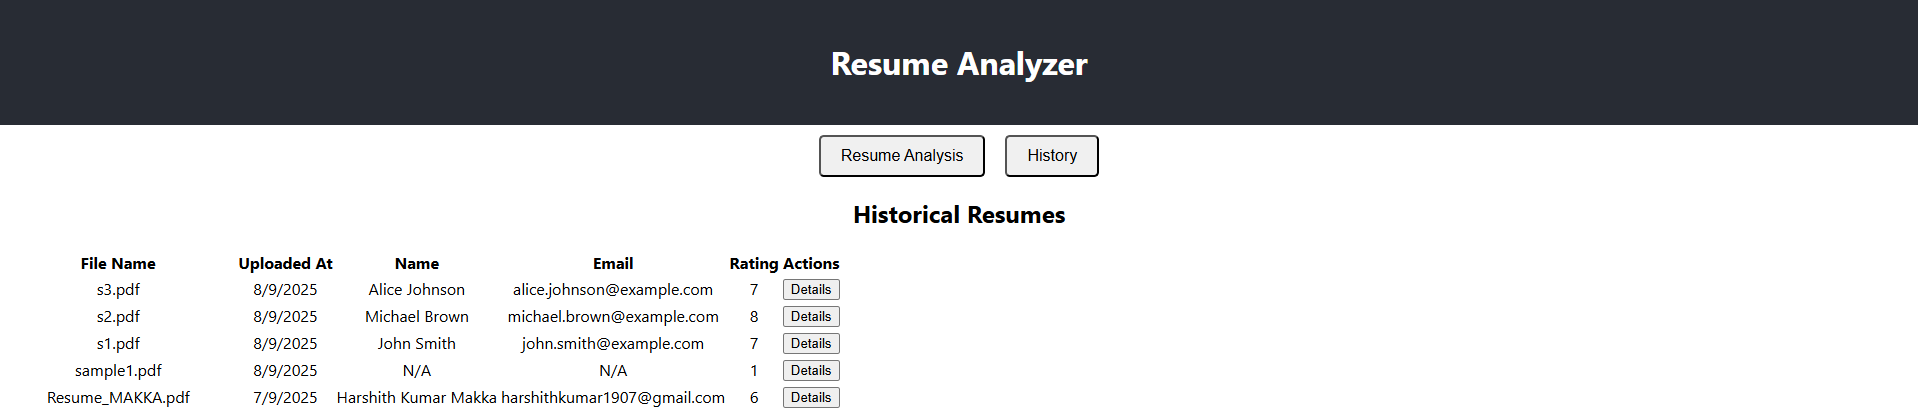 Resume Analyzer
Resume Analysis History
Historical Resumes
File Name Uploaded At Name Email Rating Actions
s3.pdf 8/9/2025 Alice Johnson alice.johnson@example.com 7 Details
s2.pdf 8/9/2025 Michael Brown michael.brown@example.com 8 Details
s1.pdf 8/9/2025 John Smith john.smith@example.com 7 Details
sample1.pdf 8/9/2025 N/A N/A 1 Details
Resume_MAKKA.pdf 7/9/2025 Harshith Kumar Makka harshithkumar1907@gmail.com 6 Details